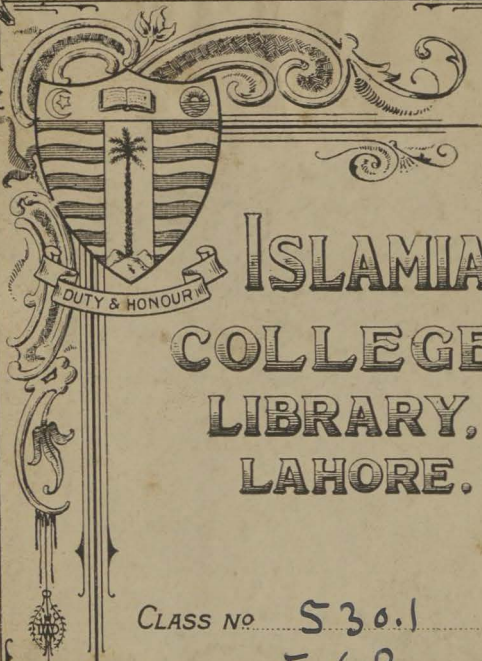 DUTY & HONOUR
ISLAMIA
COLLEGE
LIBRARY,
LAHORE.
CLASS NO 530.1